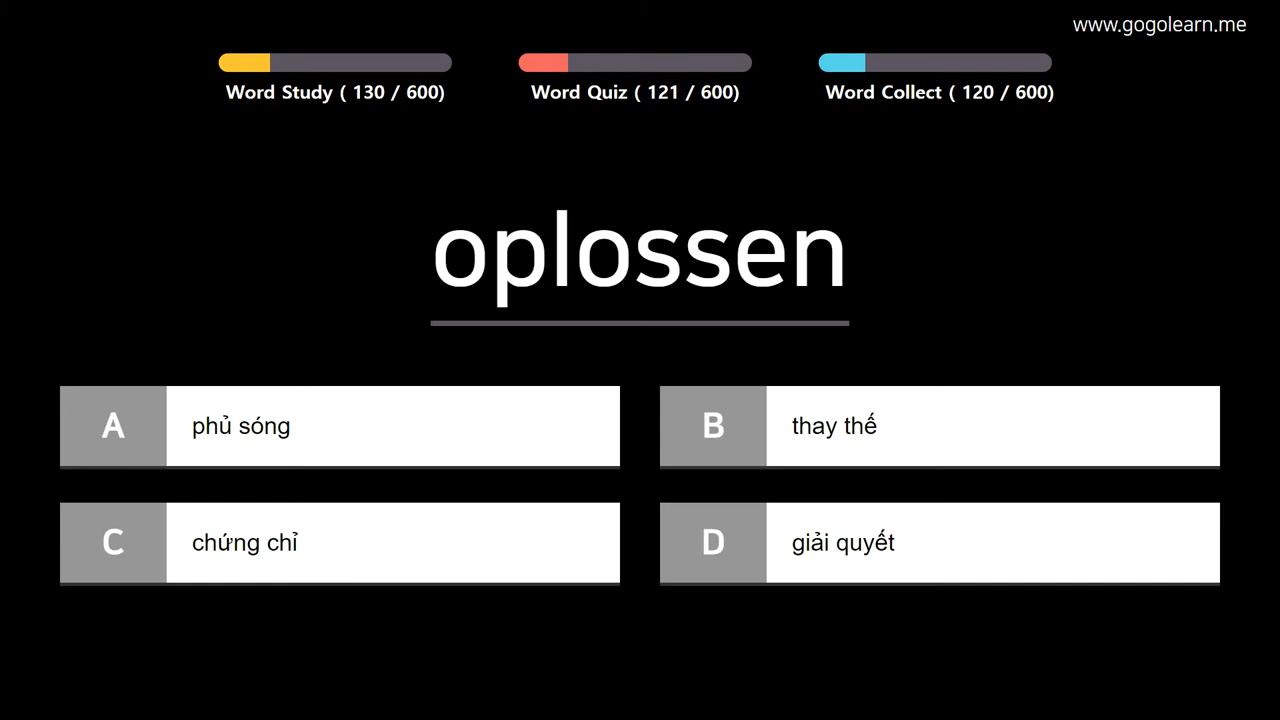 www.gogolearn.me
Word Study ( 130 / 600)
Word Quiz ( 121 / 600)
Word Collect ( 120 / 600)
oplossen
A phủ sóng
B thay thế
C chứng chỉ
D giải quyết